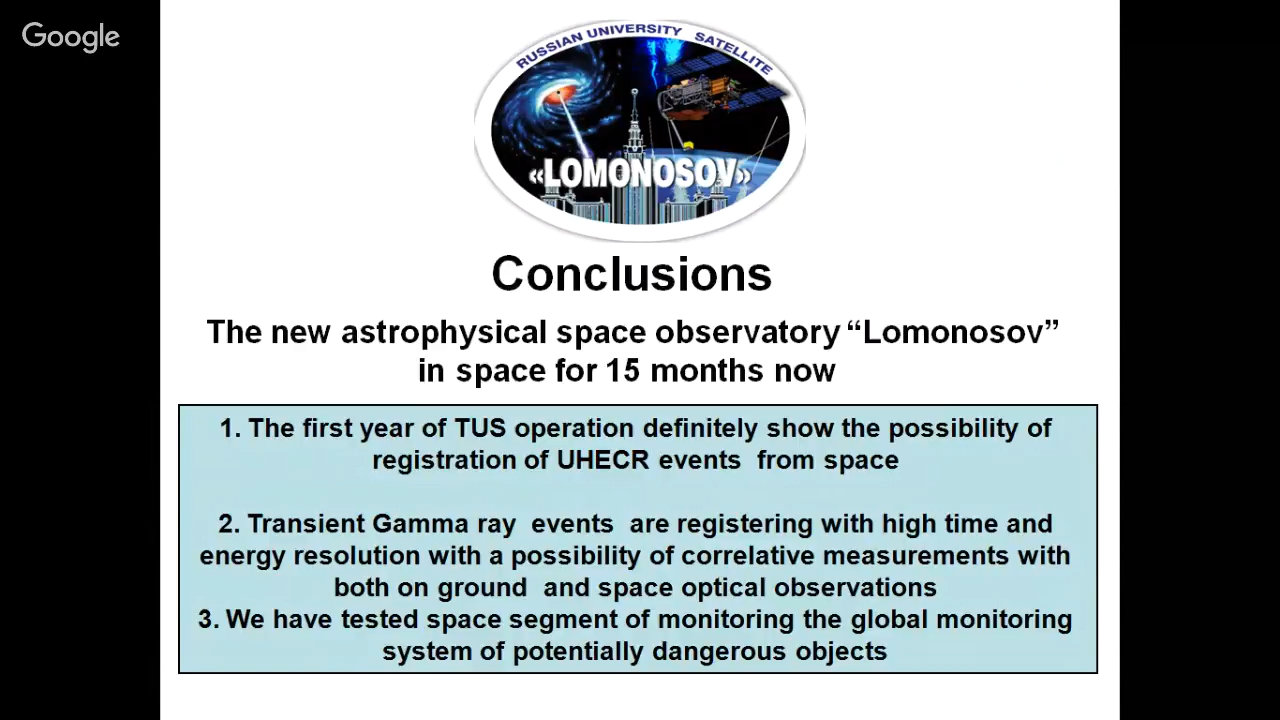 Google
RUSSIAN UNIVERSITY SATELLITE
«LOMONOSOV»
Conclusions
The new astrophysical space observatory “Lomonosov”
in space for 15 months now
1. The first year of TUS operation definitely show the possibility of
registration of UHECR events from space
2. Transient Gamma ray events are registering with high time and
energy resolution with a possibility of correlative measurements with
both on ground and space optical observations
3. We have tested space segment of monitoring the global monitoring
system of potentially dangerous objects